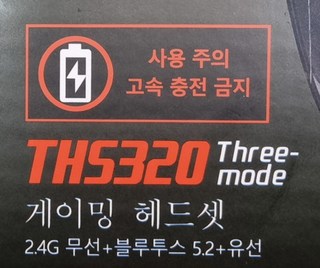 사용 주의
고속 충전 금지
THS320 Three-
mode
게이밍 헤드셋
2.4G 무선+블루투스 5.2+유선